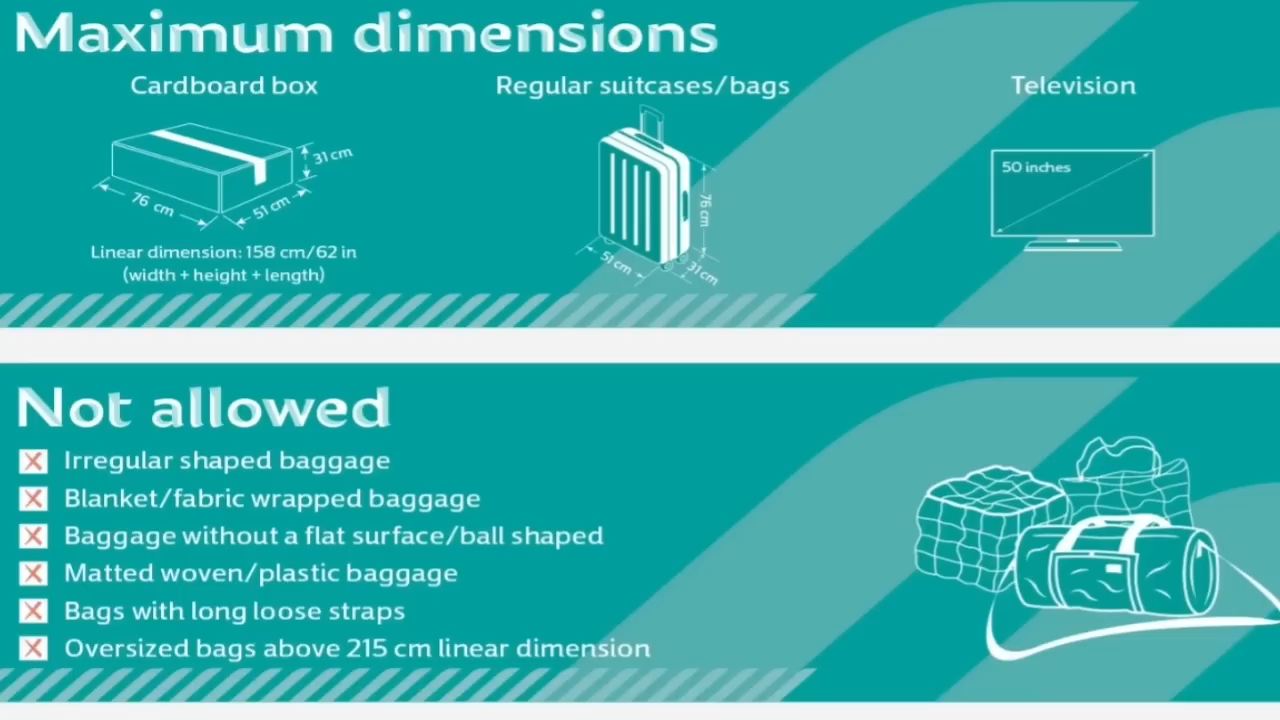 Maximum dimensions
Cardboard box
Regular suitcases/bags
Television
31 cm
76 cm
51 cm
Linear dimension: 158 cm/62 in
(width + height + length)
76 cm
51 cm
31 cm
50 inches
Not allowed
Irregular shaped baggage
Blanket/fabric wrapped baggage
Baggage without a flat surface/ball shaped
Matted woven/plastic baggage
Bags with long loose straps
Oversized bags above 215 cm linear dimension